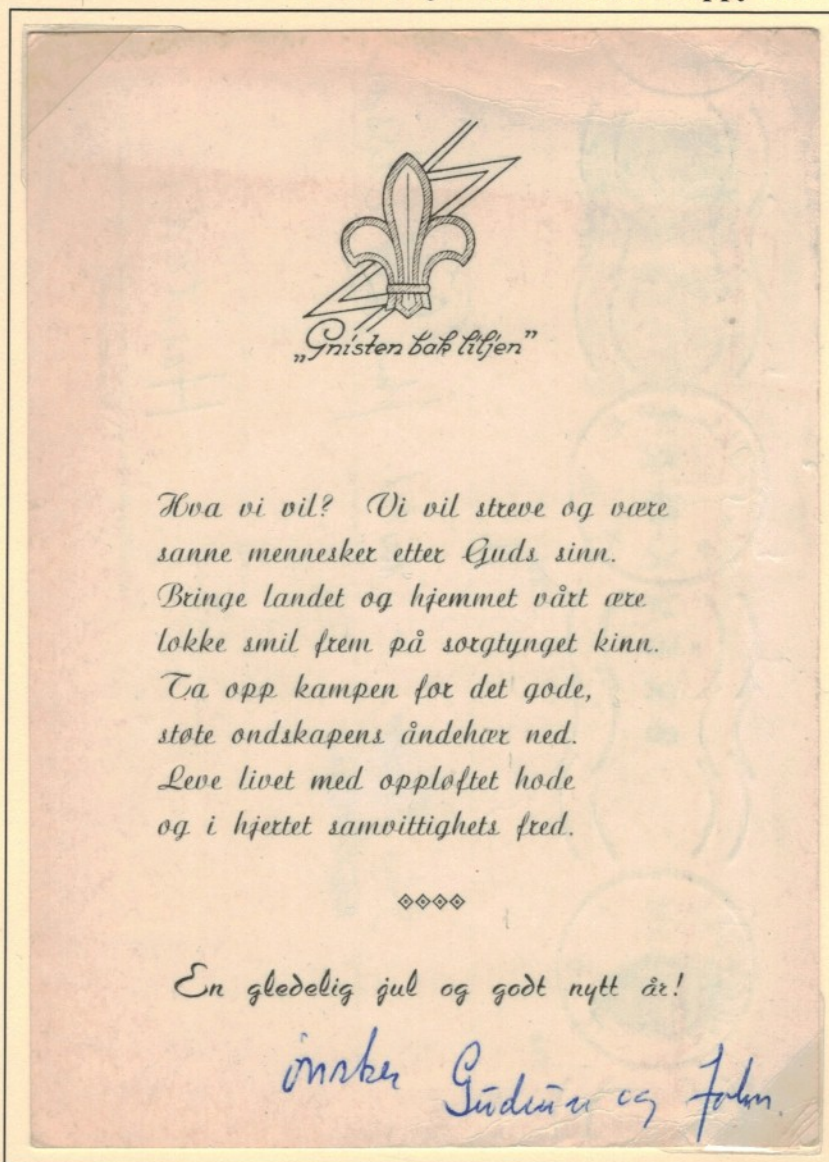 „Gnisten bak liljen”
Hva vi vil? Vi vil streve og være
sanne mennesker etter Guds sinn.
Bringe landet og hjemmet vårt ære
lokke smil frem på sorgtynget kinn.
Ta opp kampen for det gode,
støte ondskapens åndehær ned.
Leve livet med oppløftet hode
og i hjertet samvittighets fred.
En gledelig jul og godt nytt år!
ønsker Gudrun og John.